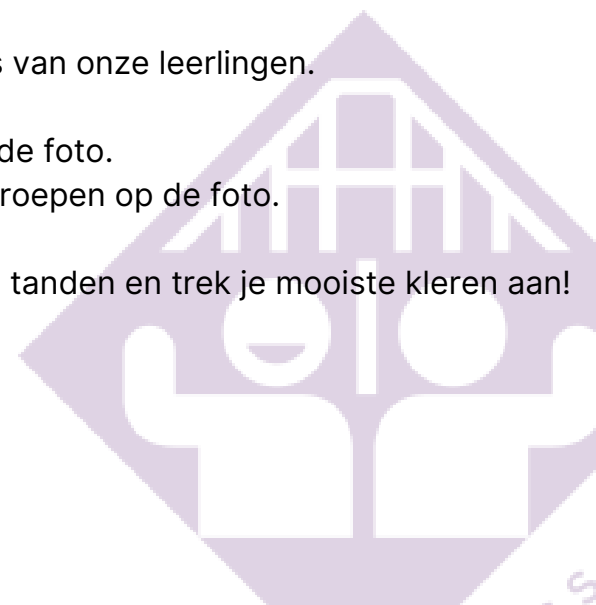 van onze leerlingen.
de foto.
roepen op de foto.
tanden en trek je mooiste kleren aan!